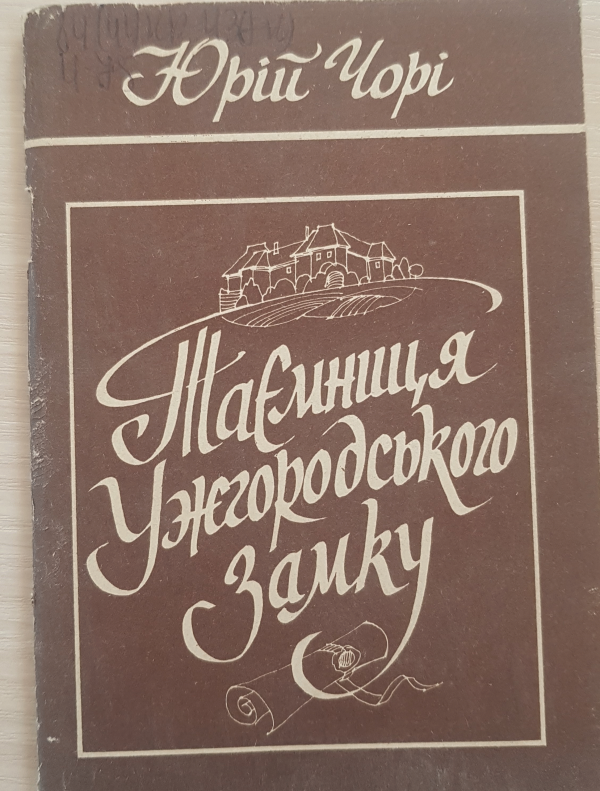 Юрій Чорі
Таємниця
Ужгородського
Замку